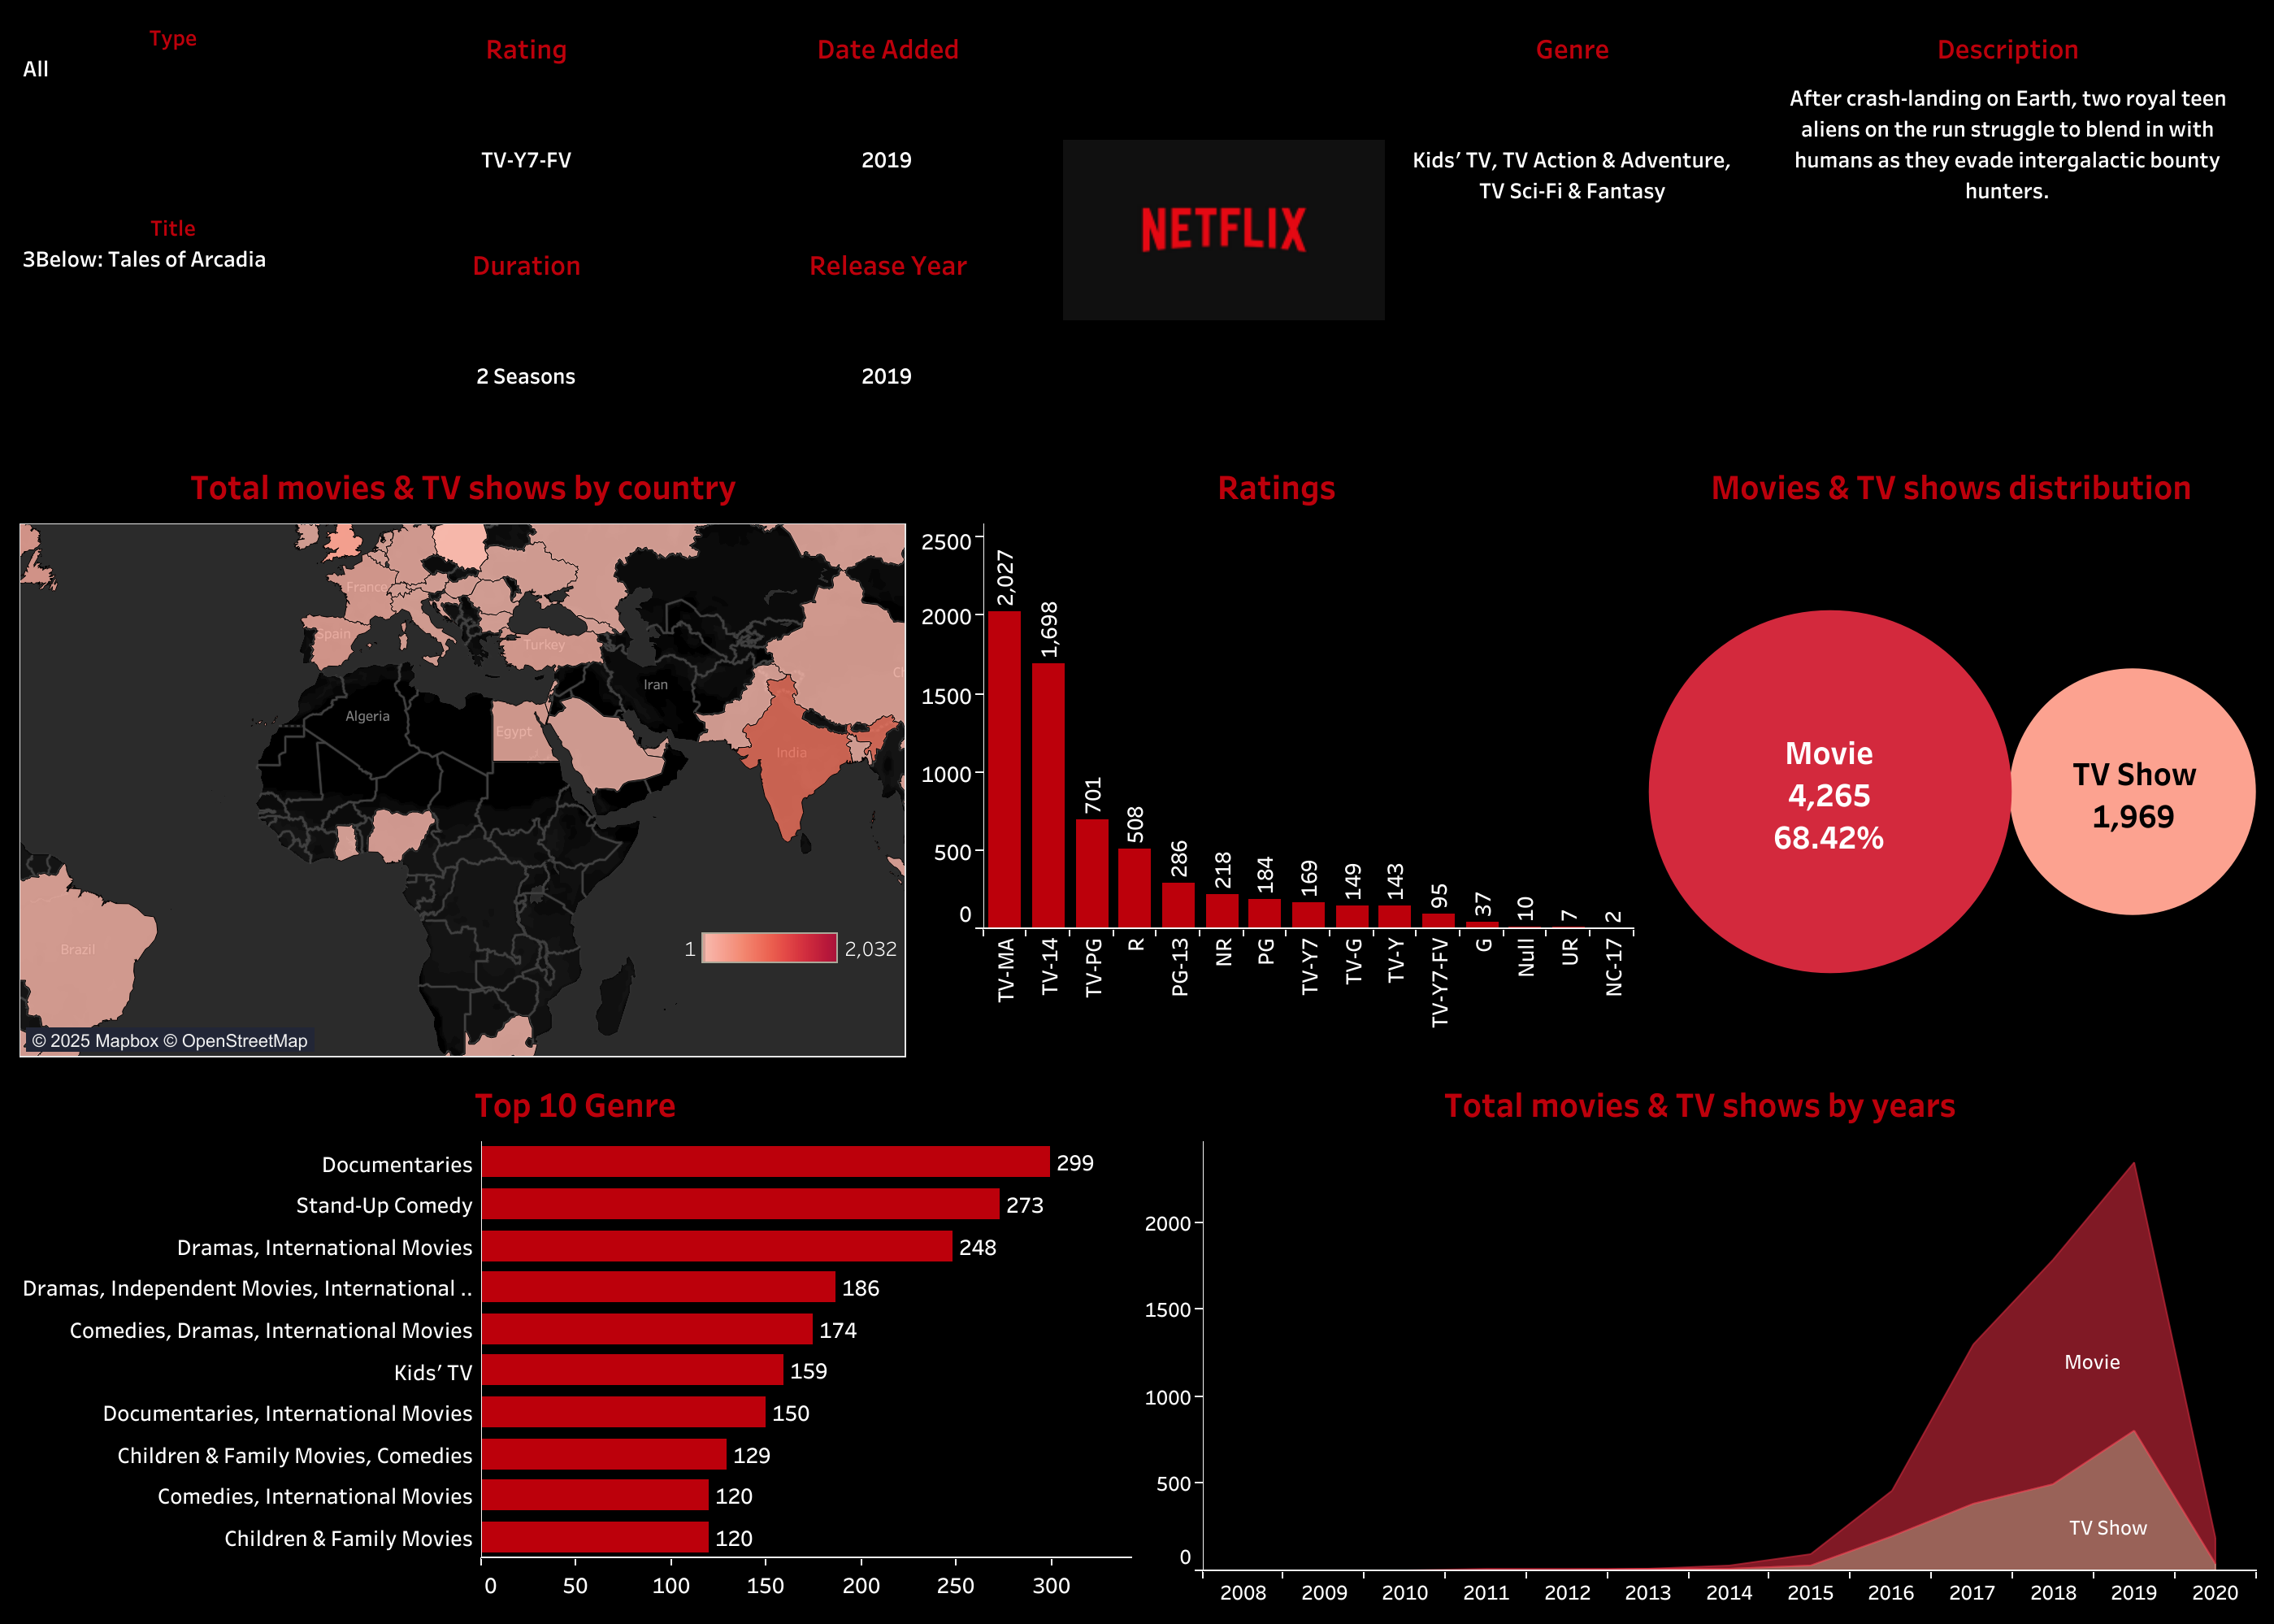 Type
All
Rating
TV-Y7-FV
Date Added
2019
Title
3Below: Tales of Arcadia
Duration
2 Seasons
Release Year
2019
NETFLIX
Genre
Kids’ TV, TV Action & Adventure,
TV Sci-Fi & Fantasy
Description
After crash-landing on Earth, two royal teen
aliens on the run struggle to blend in with
humans as they evade intergalactic bounty
hunters.
Total movies & TV shows by country
France
Spain
Turkey
Iran
Algeria
Egypt
India
Brazil
1
2,032
© 2025 Mapbox © OpenStreetMap
Ratings
2500
2000
1500
1000
500
0
2,027
1,698
701
508
286
218
184
169
149
143
95
37
10
7
2
TV-MA
TV-14
TV-PG
R
PG-13
NR
PG
TV-Y7
TV-G
TV-Y
TV-Y7-FV
G
Null
UR
NC-17
Movies & TV shows distribution
Movie
4,265
68.42%
TV Show
1,969
Top 10 Genre
Documentaries 299
Stand-Up Comedy 273
Dramas, International Movies 248
Dramas, Independent Movies, International .. 186
Comedies, Dramas, International Movies 174
Kids’ TV 159
Documentaries, International Movies 150
Children & Family Movies, Comedies 129
Comedies, International Movies 120
Children & Family Movies 120
0 50 100 150 200 250 300
Total movies & TV shows by years
2000
1500
1000
500
0
Movie
TV Show
2008 2009 2010 2011 2012 2013 2014 2015 2016 2017 2018 2019 2020